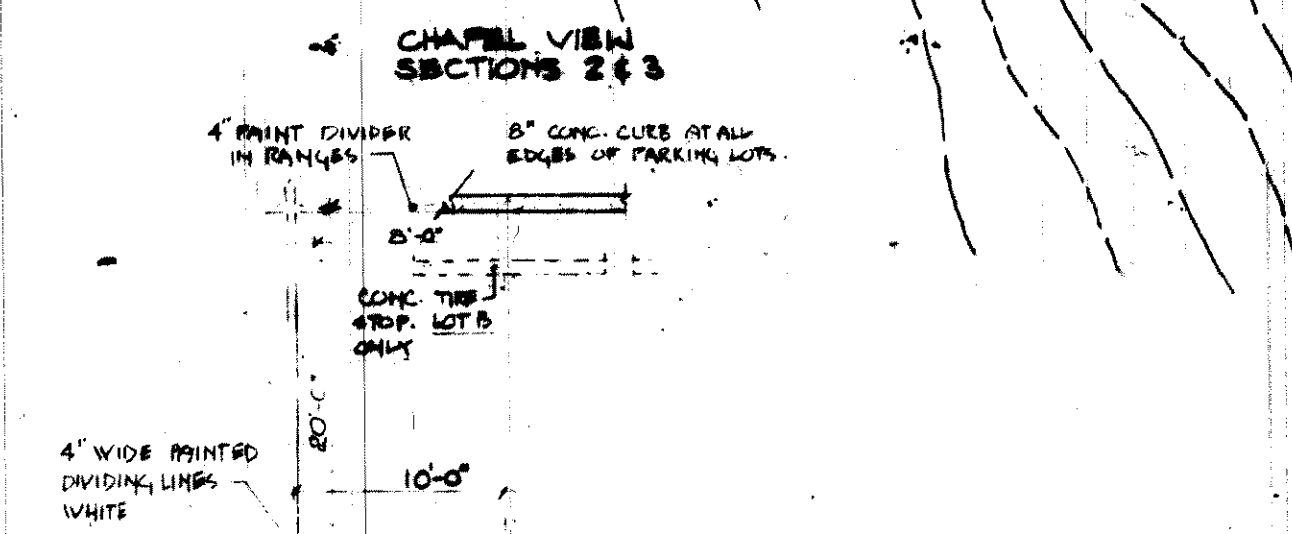 CHAPEL VIEW
SECTIONS 2 & 3
4" PAINT DIVIDER
IN RANGES
8" CONC. CURB AT ALL
EDGES OF PARKING LOTS.
8'-0"
CONC. TIRE
STOP. LOT B
ONLY
20'-0"
4" WIDE PAINTED
DIVIDING LINES
WHITE
10'-0"